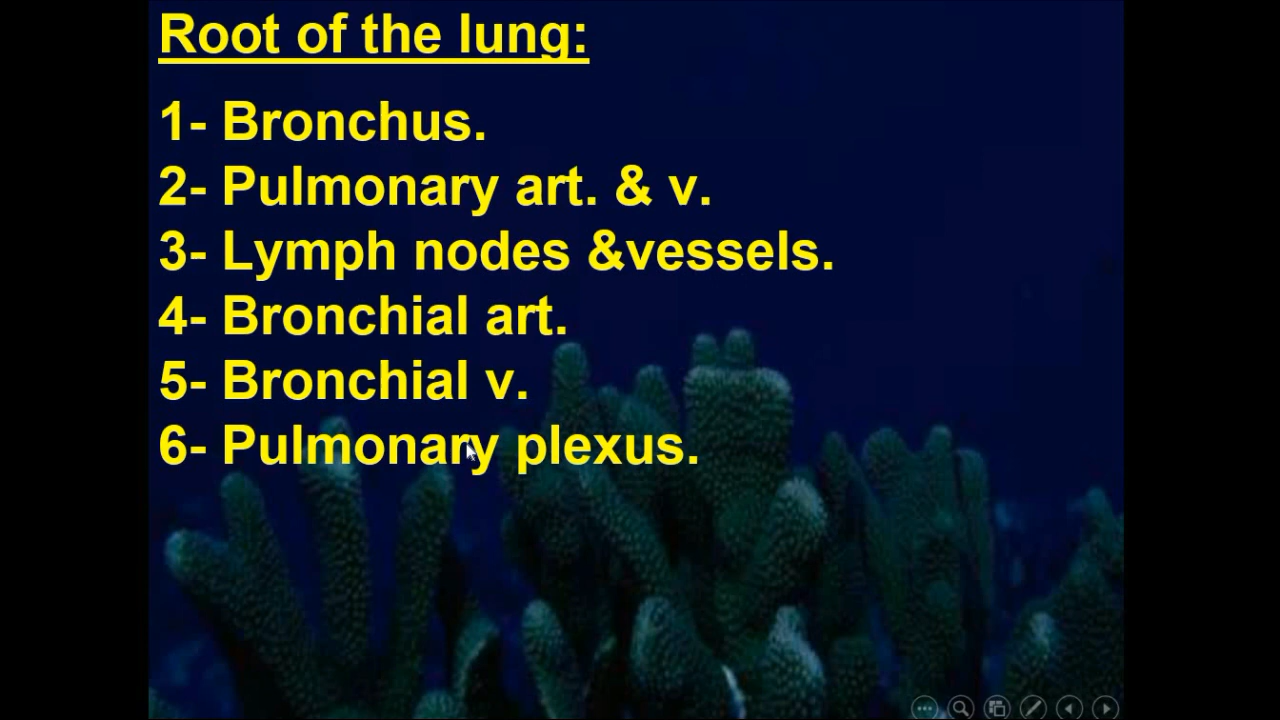 Root of the lung:
1- Bronchus.
2- Pulmonary art. & v.
3- Lymph nodes &vessels.
4- Bronchial art.
5- Bronchial v.
6- Pulmonary plexus.